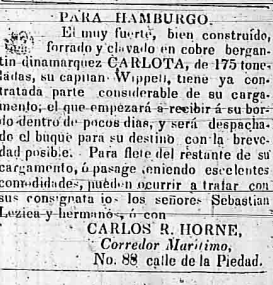 PARA HAMBURGO.
El muy fuerte, bien construido,
forrado y clavado en cobre bergan-
tin dinamarquez CARLOTA, de 175 tone-
ladas, su capitan Wippell, tiene ya con-
tratada parte considerable de su carga-
mento; el que empezará á recibir á su bor-
do dentro de pocos dias, y será despacha-
do el buque para su destino con la breve-
dad posible. Para flete del restante de su
cargamento, ó pasage teniendo escelentes
comodidades, pueden ocurrir a tratar con
sus consignatarios los señores Sebastian
Lezica y hermanos, ó con
CARLOS R. HORNE,
Corredor Marítimo,
No. 88 calle de la Piedad.